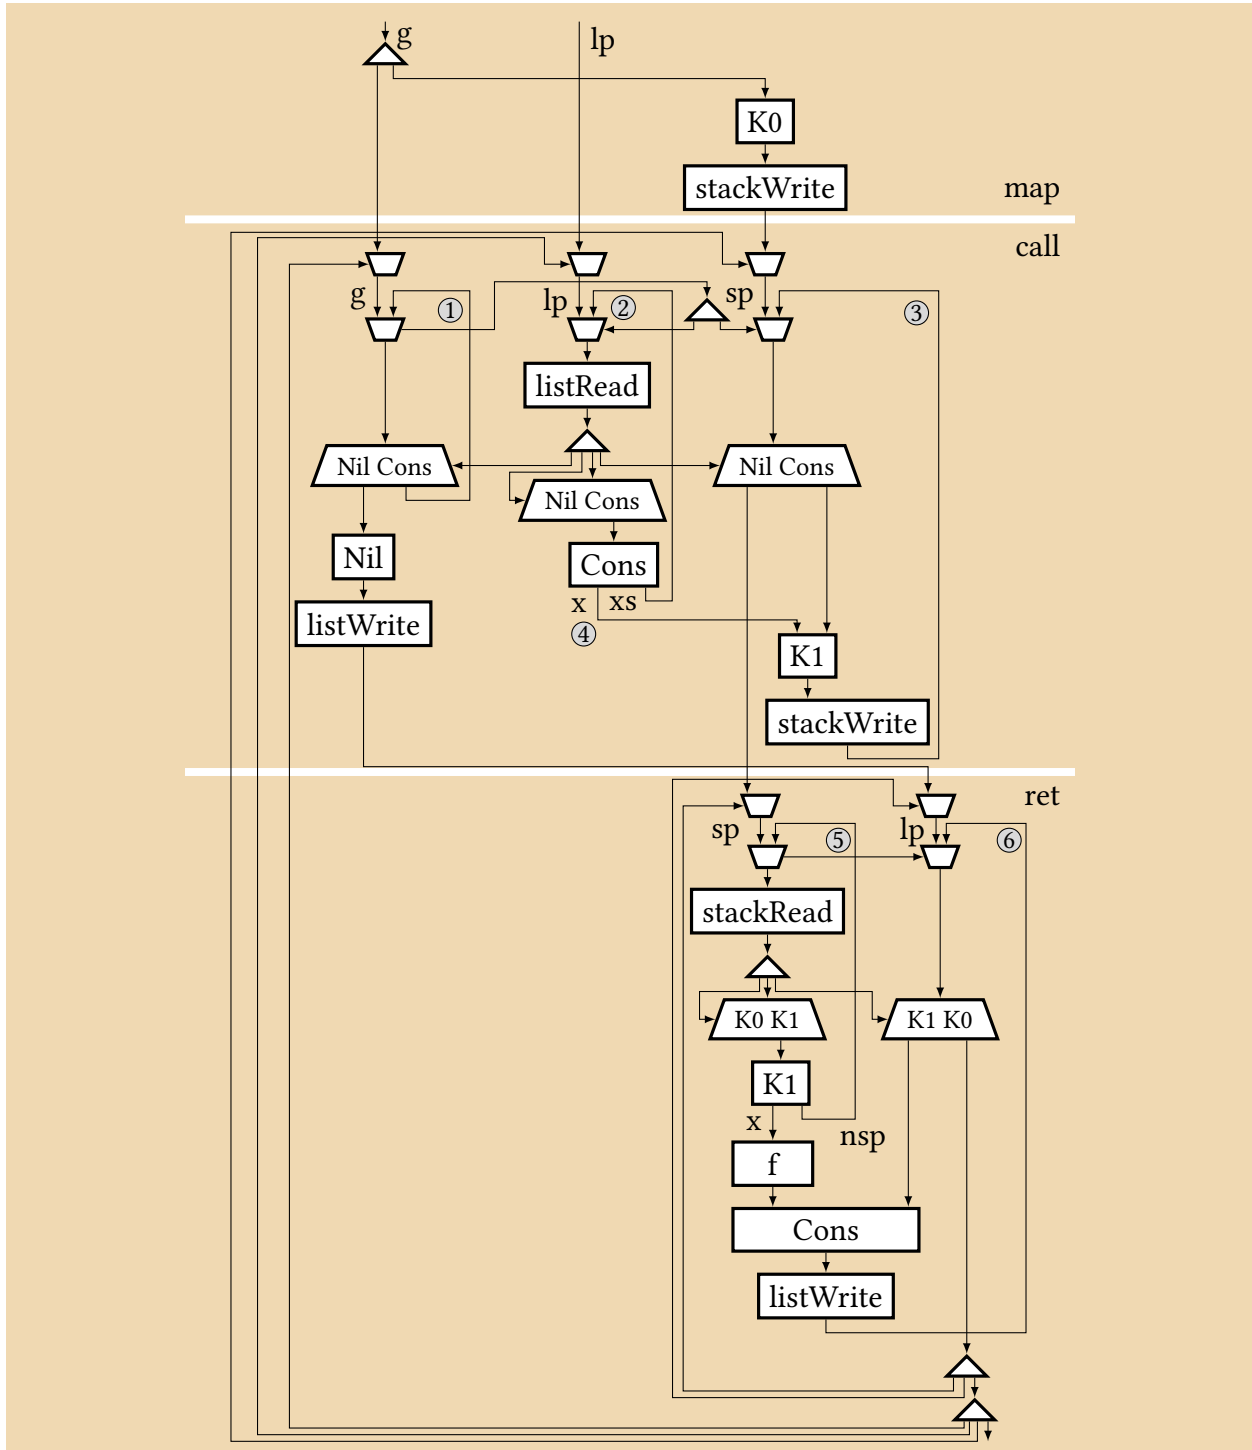 g
lp
K0
stackWrite
map
call
g
lp
sp
①
②
③
listRead
Nil Cons
Nil Cons
Nil Cons
Nil
Cons
x xs
④
listWrite
K1
stackWrite
ret
sp
lp
⑤
⑥
stackRead
K0 K1
K1 K0
K1
x
nsp
f
Cons
listWrite